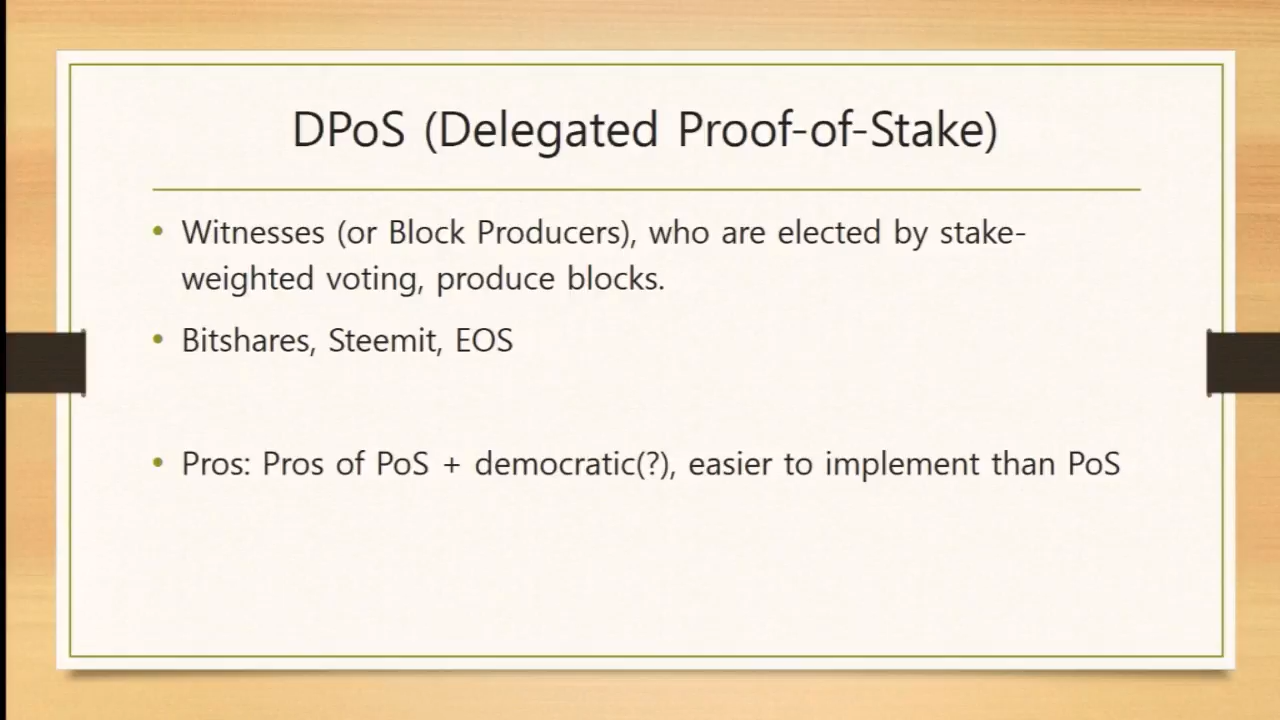 DPoS (Delegated Proof-of-Stake)
• Witnesses (or Block Producers), who are elected by stake-
weighted voting, produce blocks.
• Bitshares, Steemit, EOS
• Pros: Pros of PoS + democratic(?), easier to implement than PoS